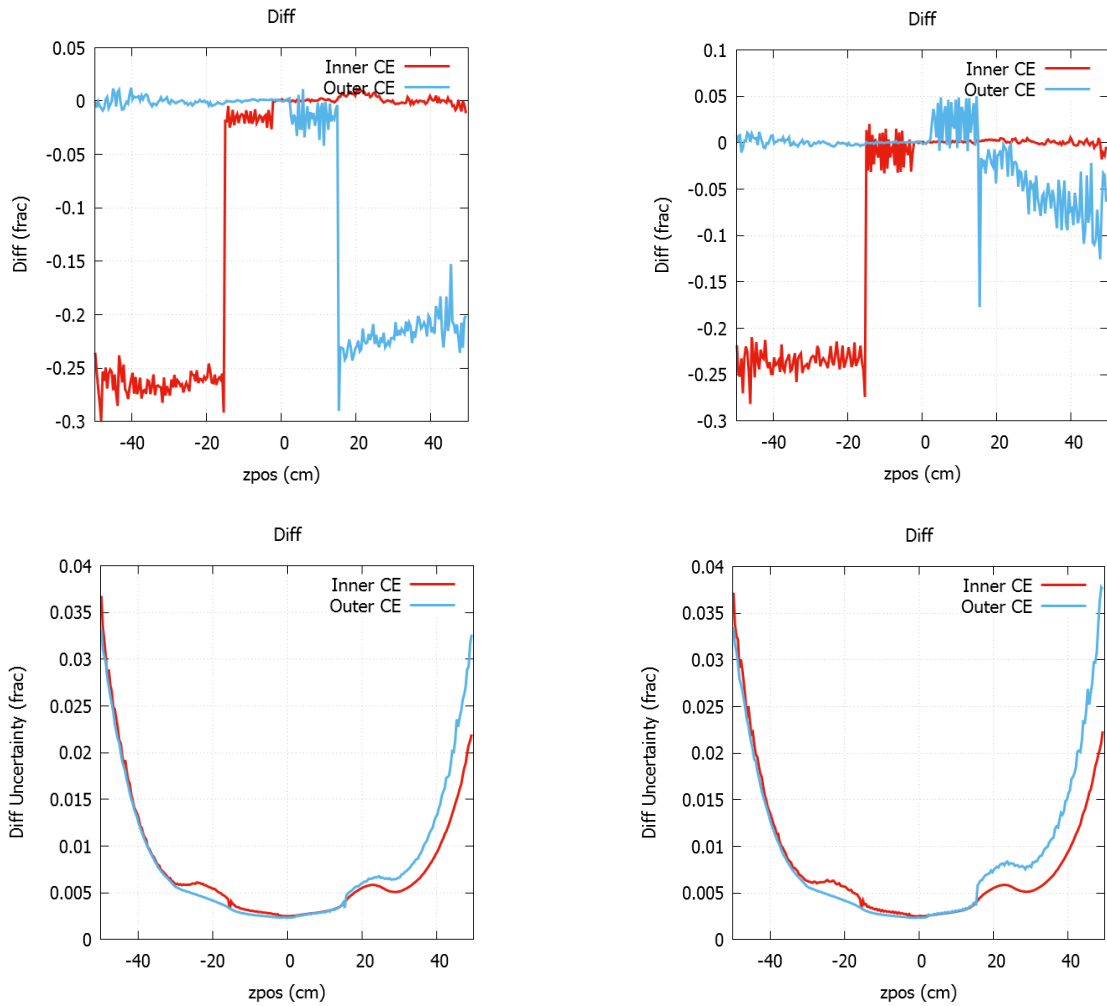 Diff
0.05
0
-0.05
-0.1
-0.15
-0.2
-0.25
-0.3
Diff (frac)
Inner CE
Outer CE
-40
-20
0
20
40
zpos (cm)
Diff
0.1
0.05
0
-0.05
-0.1
-0.15
-0.2
-0.25
-0.3
Diff (frac)
Inner CE
Outer CE
-40
-20
0
20
40
zpos (cm)
Diff
0.04
0.035
0.03
0.025
0.02
0.015
0.01
0.005
0
Diff Uncertainty (frac)
Inner CE
Outer CE
-40
-20
0
20
40
zpos (cm)
Diff
0.04
0.035
0.03
0.025
0.02
0.015
0.01
0.005
0
Diff Uncertainty (frac)
Inner CE
Outer CE
-40
-20
0
20
40
zpos (cm)